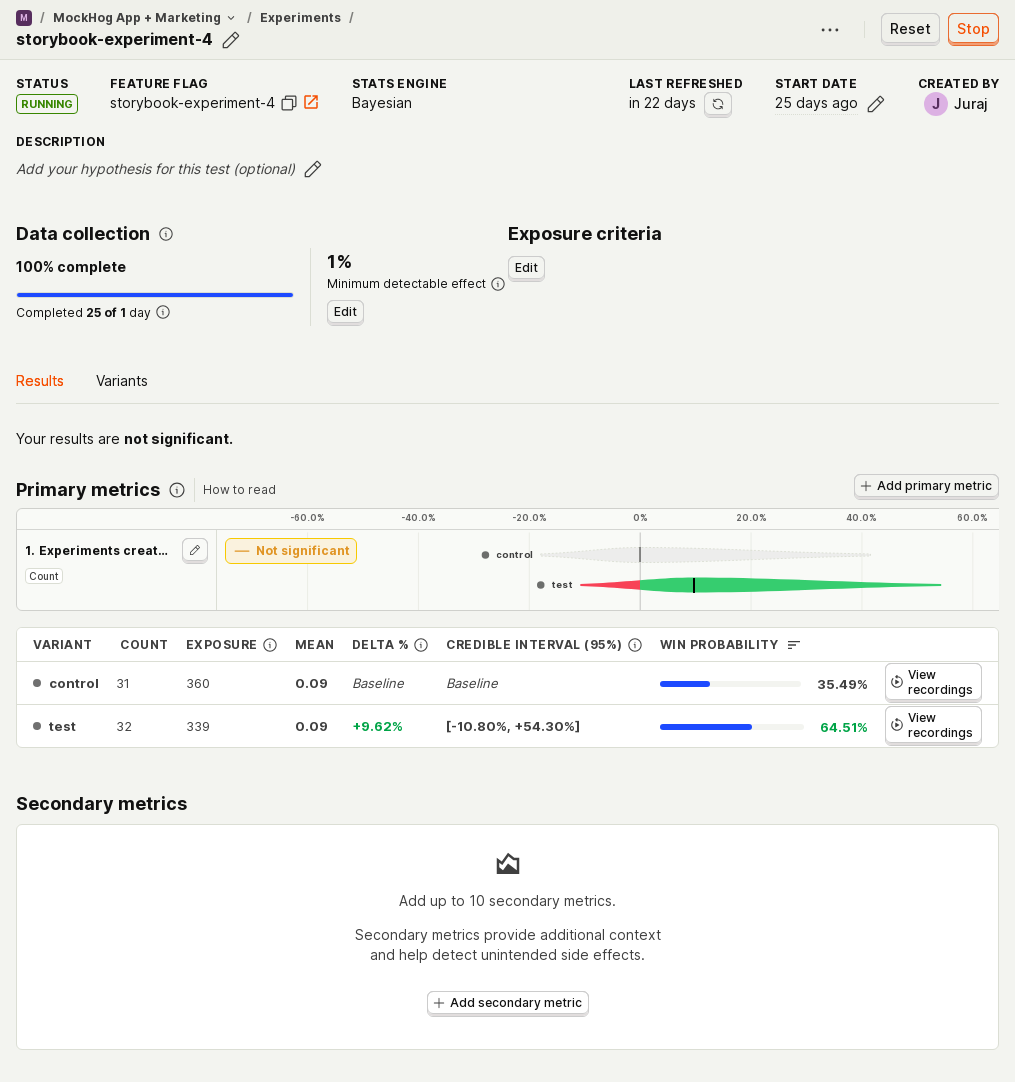 M / MockHog App + Marketing / Experiments /
storybook-experiment-4
Reset Stop
STATUS FEATURE FLAG STATS ENGINE LAST REFRESHED START DATE CREATED BY
RUNNING storybook-experiment-4 Bayesian in 22 days 25 days ago J Juraj
DESCRIPTION
Add your hypothesis for this test (optional)
Data collection Exposure criteria
100% complete 1% Edit
Minimum detectable effect
Completed 25 of 1 day Edit
Results Variants
Your results are not significant.
Primary metrics How to read Add primary metric
-60.0% -40.0% -20.0% 0% 20.0% 40.0% 60.0%
1. Experiments creat... — Not significant control
Count test
VARIANT COUNT EXPOSURE MEAN DELTA % CREDIBLE INTERVAL (95%) WIN PROBABILITY
control 31 360 0.09 Baseline Baseline 35.49% View
recordings
test 32 339 0.09 +9.62% [-10.80%, +54.30%] 64.51% View
recordings
Secondary metrics
Add up to 10 secondary metrics.
Secondary metrics provide additional context
and help detect unintended side effects.
Add secondary metric